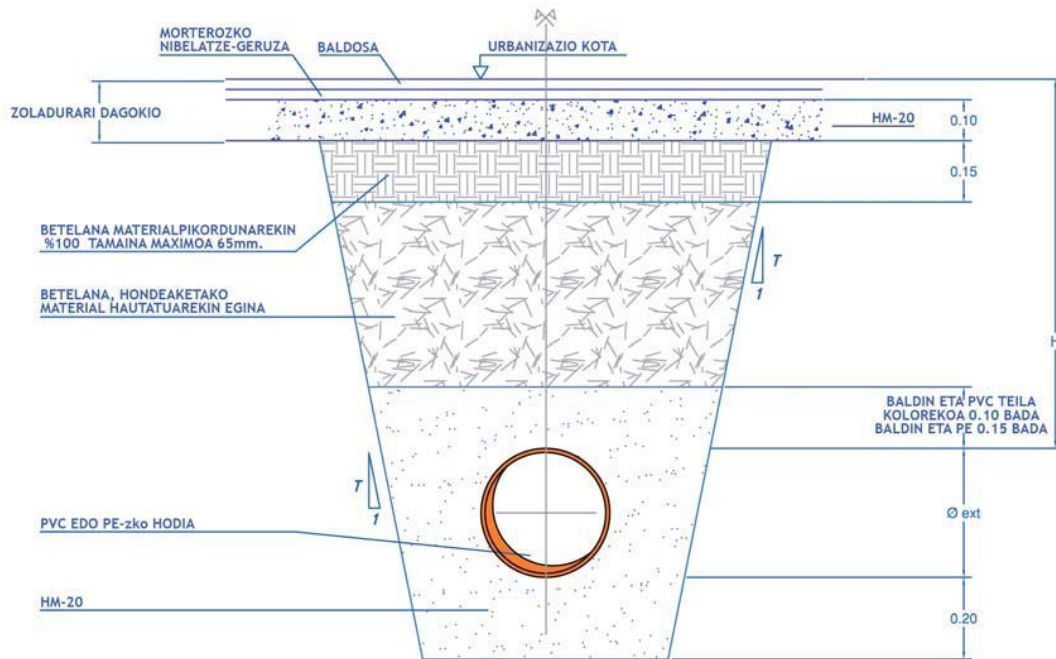 MORTEROZKO
NIBELATZE-GERUZA
BALDOSA
URBANIZAZIO KOTA
ZOLADURARI DAGOKIO
HM-20
0.10
0.15
BETELANA MATERIALPIKORDUNAREKIN
%100 TAMAINA MAXIMOA 65mm.
T
1
BETELANA, HONDEAKETAKO
MATERIAL HAUTATUAREKIN EGINA
H
BALDIN ETA PVC TEILA
KOLOREKOA 0.10 BADA
BALDIN ETA PE 0.15 BADA
T
1
Ø ext
PVC EDO PE-zko HODIA
HM-20
0.20